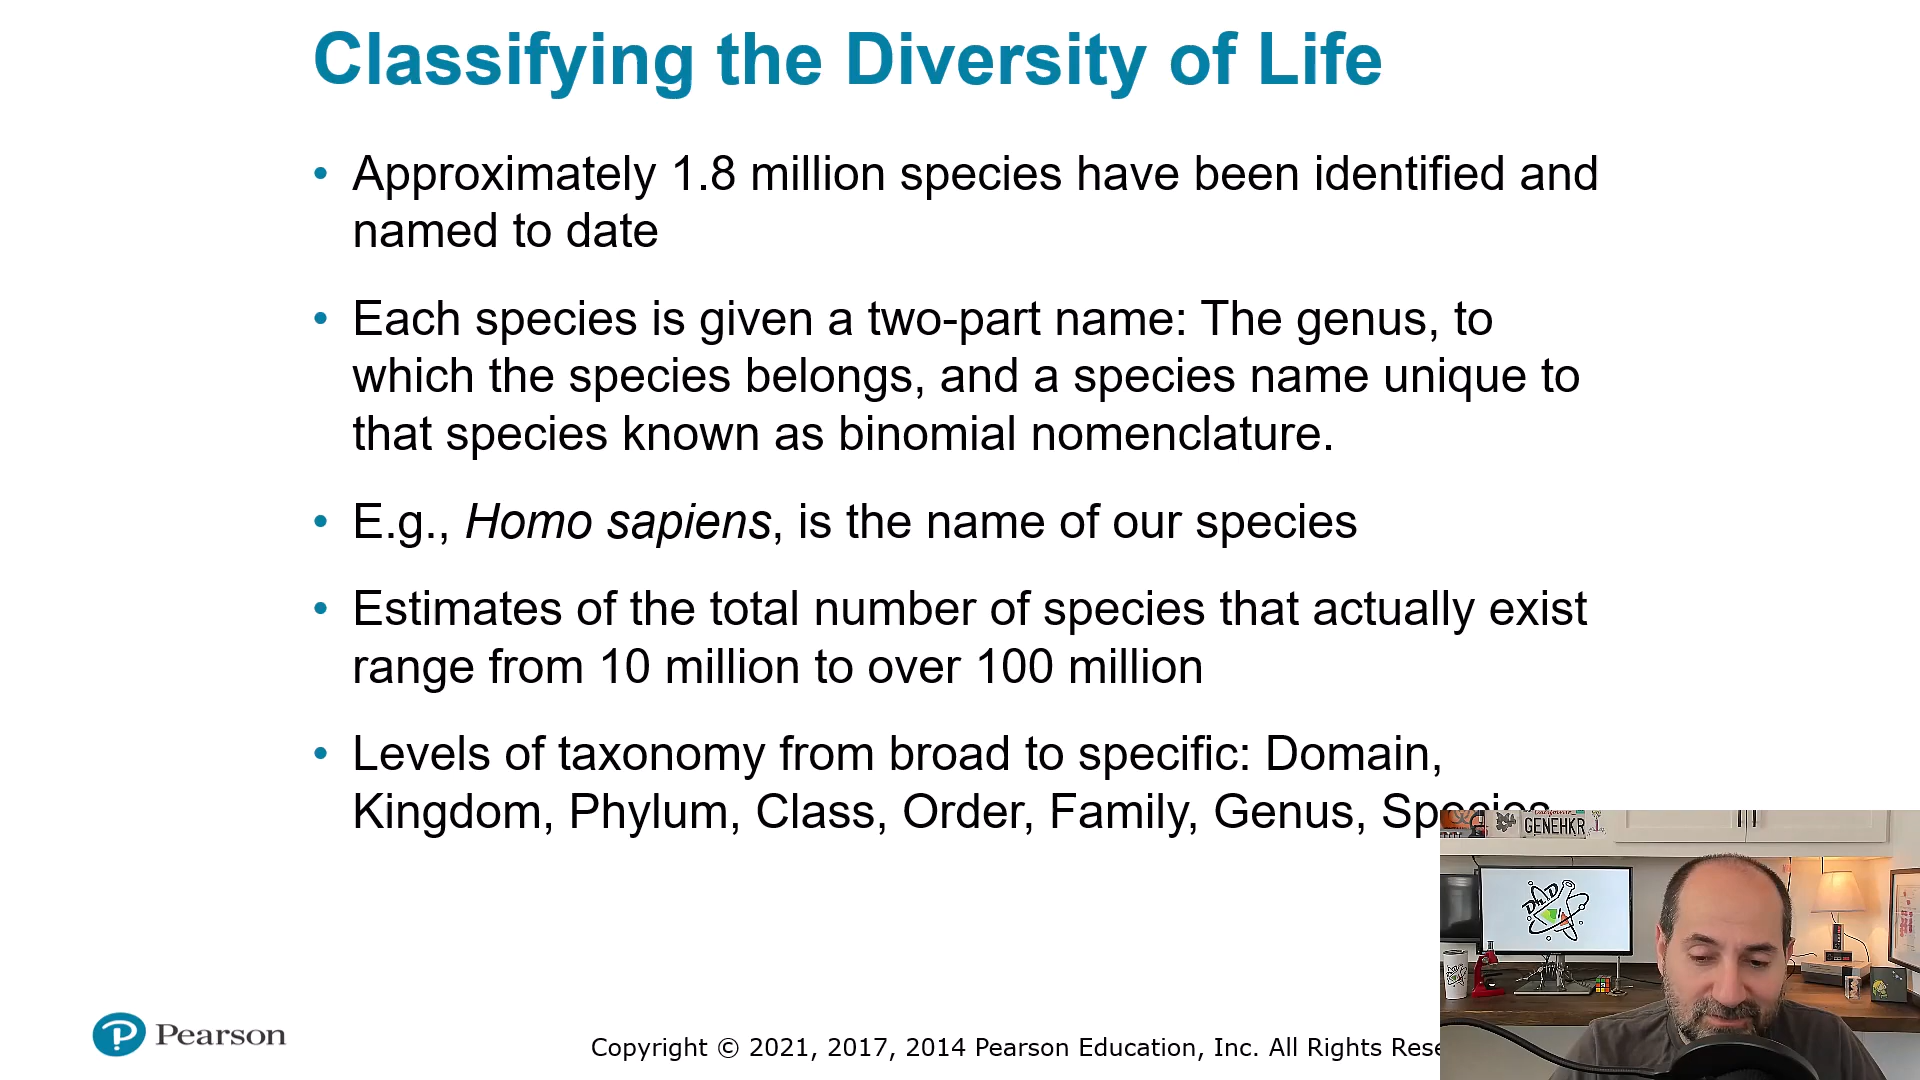 Classifying the Diversity of Life
• Approximately 1.8 million species have been identified and
named to date
• Each species is given a two-part name: The genus, to
which the species belongs, and a species name unique to
that species known as binomial nomenclature.
• E.g., Homo sapiens, is the name of our species
• Estimates of the total number of species that actually exist
range from 10 million to over 100 million
• Levels of taxonomy from broad to specific: Domain,
Kingdom, Phylum, Class, Order, Family, Genus, Species
GENEHKR
Pearson
Copyright © 2021, 2017, 2014 Pearson Education, Inc. All Rights Rese